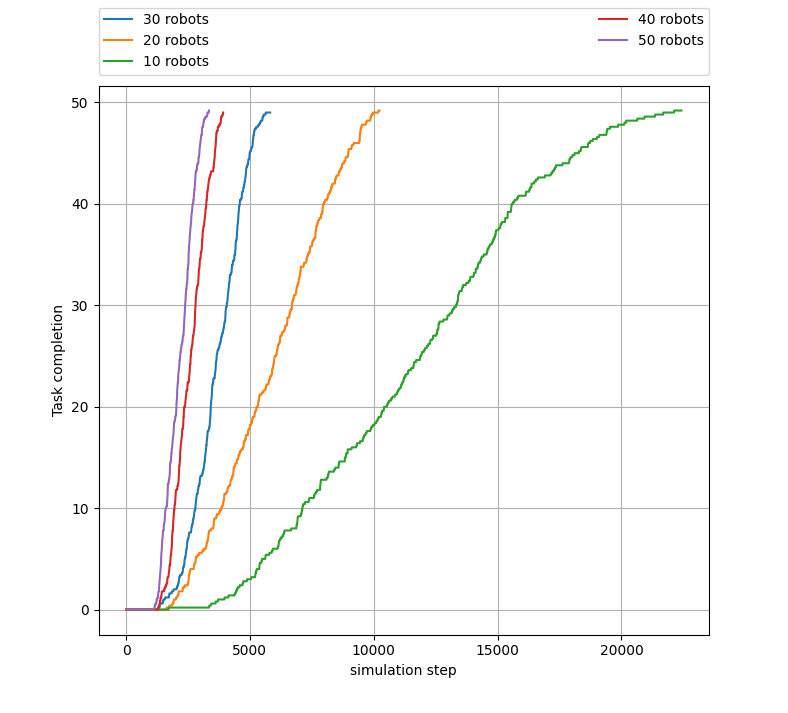 30 robots
20 robots
10 robots
40 robots
50 robots
50
40
30
20
10
0
Task completion
0 5000 10000 15000 20000
simulation step